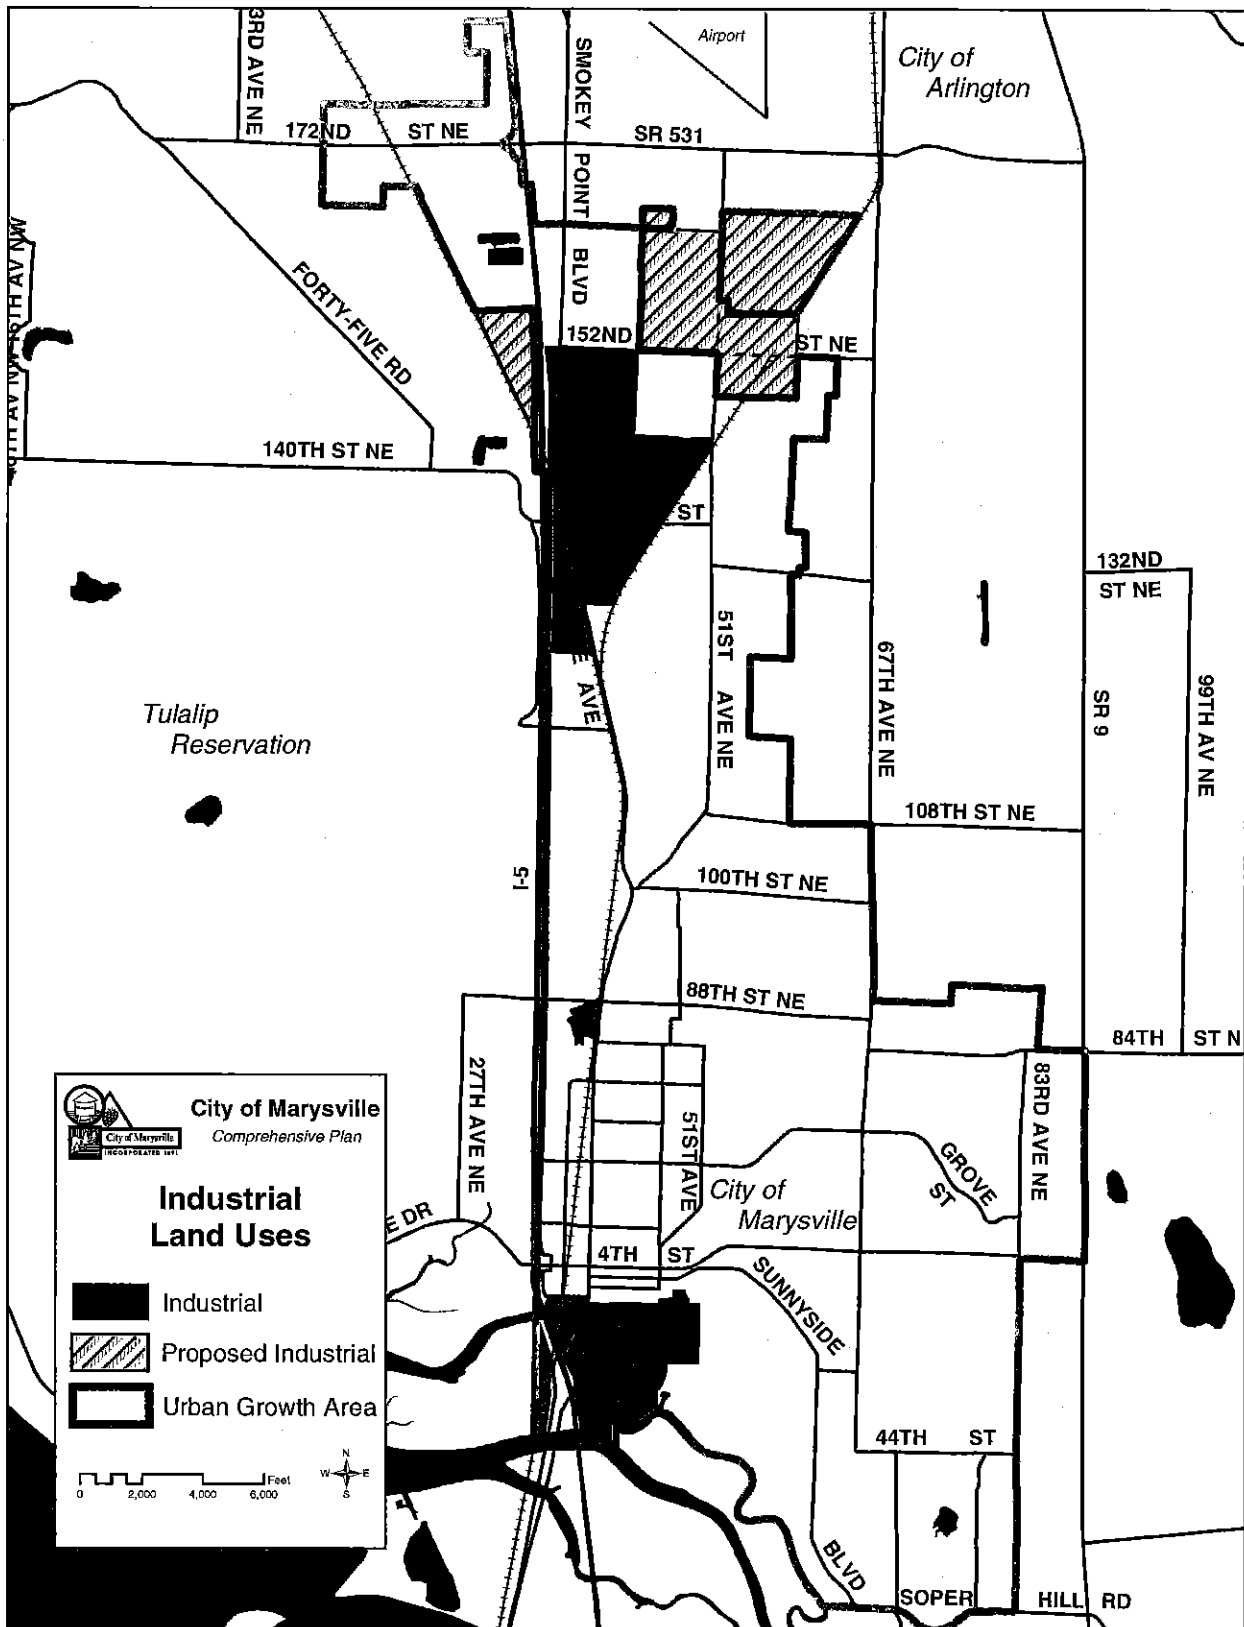 Airport
City of
Arlington
3RD AVE NE
SMOKEY
POINT
BLVD
172ND
ST NE
SR 531
FORTY-FIVE RD
152ND
ST NE
140TH ST NE
ST
132ND
ST NE
51ST
AVE NE
67TH AVE NE
SR 9
99TH AV NE
E AVE
Tulalip
Reservation
108TH ST NE
I-5
100TH ST NE
88TH ST NE
84TH
ST N
27TH AVE NE
51ST AVE
83RD AVE NE
GROVE
ST
City of
Marysville
E DR
4TH
ST
SUNNYSIDE
BLVD
44TH
ST
SOPER
HILL
RD
City of Marysville
Comprehensive Plan
City of Marysville
INCORPORATED 1891
Industrial
Land Uses
Industrial
Proposed Industrial
Urban Growth Area
Feet
0 2,000 4,000 6,000
N
W E
S